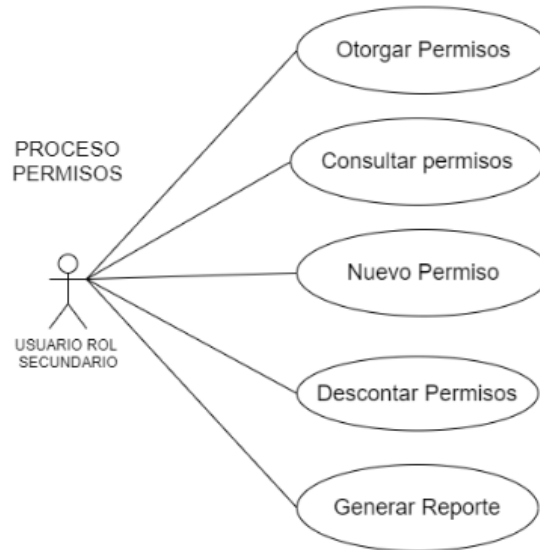 Otorgar Permisos
PROCESO
PERMISOS
Consultar permisos
Nuevo Permiso
USUARIO ROL
SECUNDARIO
Descontar Permisos
Generar Reporte